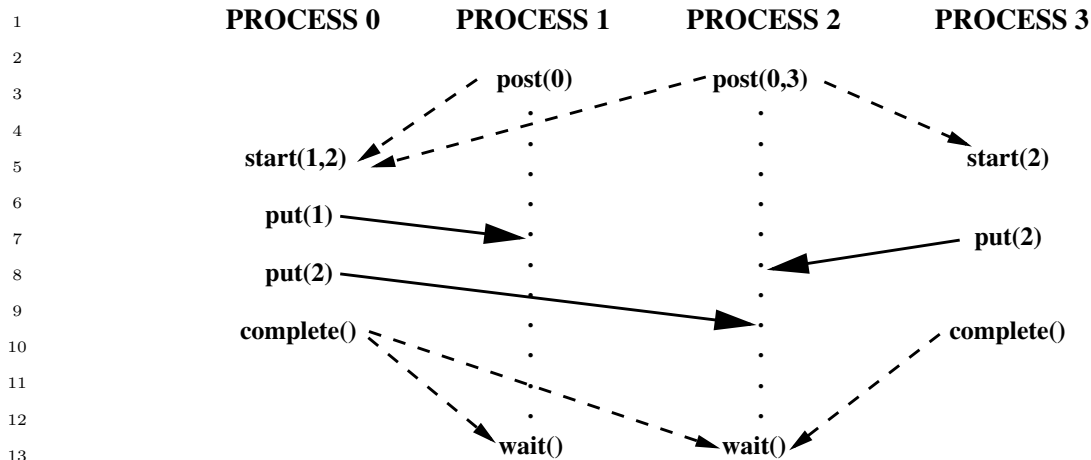 1 PROCESS 0 PROCESS 1 PROCESS 2 PROCESS 3
2
3 post(0) post(0,3)
4
5 start(1,2) start(2)
6 put(1)
7 put(2)
8 put(2)
9 complete() complete()
10
11
12
13 wait() wait()